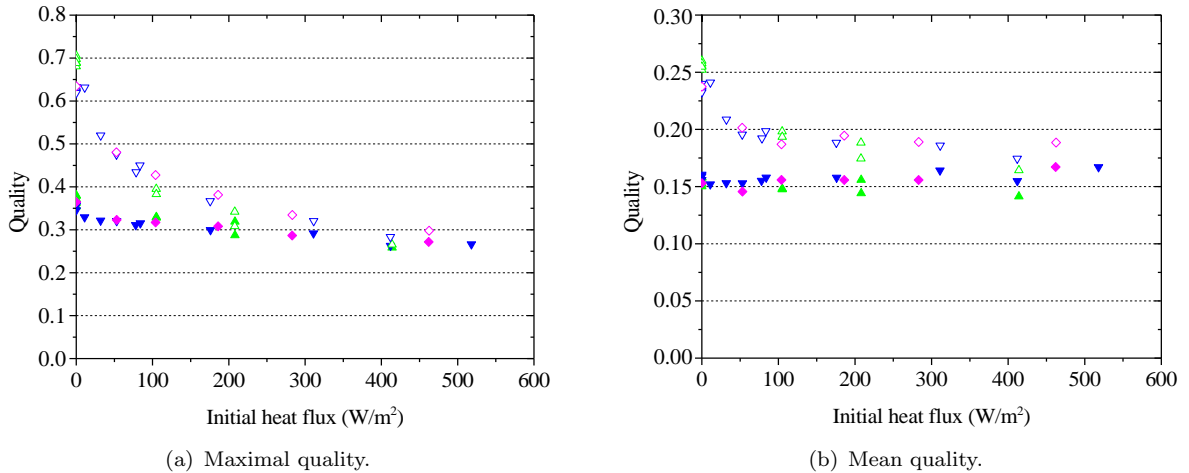 0.8
0.7
0.6
0.5
0.4
0.3
0.2
0.1
0.0
Quality
0 100 200 300 400 500 600
Initial heat flux (W/m²)
(a) Maximal quality.
0.30
0.25
0.20
0.15
0.10
0.05
0.00
Quality
0 100 200 300 400 500 600
Initial heat flux (W/m²)
(b) Mean quality.